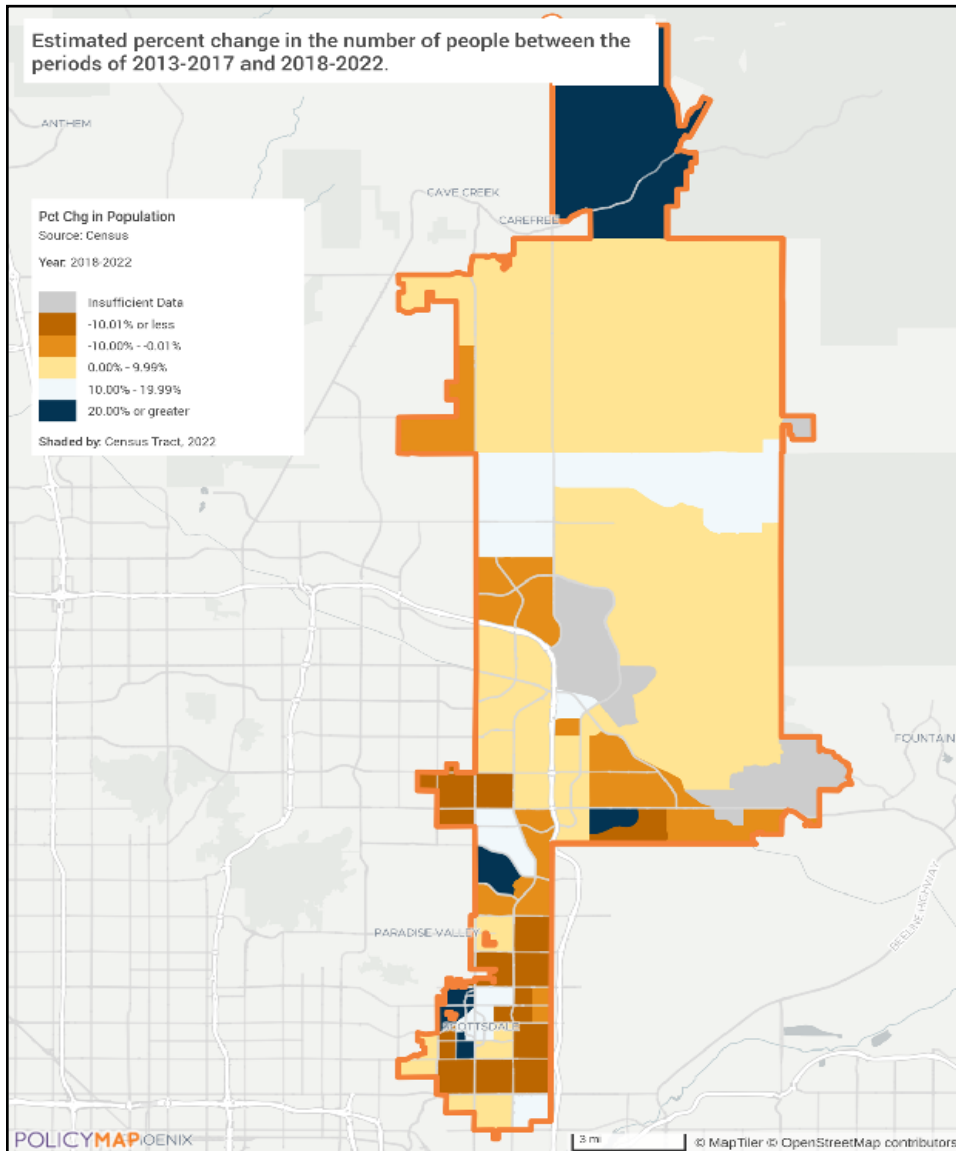 Estimated percent change in the number of people between the
periods of 2013-2017 and 2018-2022.
ANTHEM
CAVE CREEK
CAREFREE
Pct Chg in Population
Source: Census
Year: 2018-2022
Insufficient Data
-10.01% or less
-10.00% - -0.01%
0.00% - 9.99%
10.00% - 19.99%
20.00% or greater
Shaded by: Census Tract, 2022
FOUNTAIN
BEELINE HIGHWAY
PARADISE VALLEY
SCOTTSDALE
POLICYMAP
OENIX
3 mi
© MapTiler © OpenStreetMap contributors